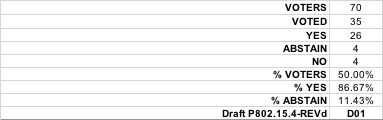 VOTERS 70
VOTED 35
YES 26
ABSTAIN 4
NO 4
% VOTERS 50.00%
% YES 86.67%
% ABSTAIN 11.43%
Draft P802.15.4-REVd D01